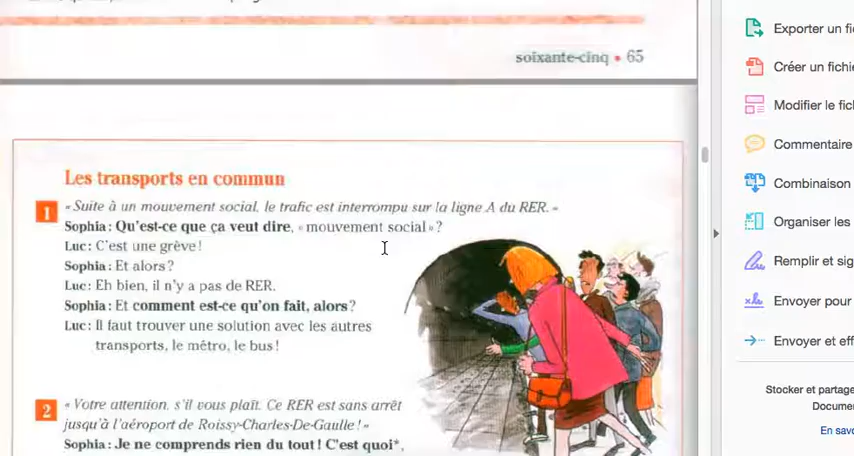 soixante-cinq • 65
Les transports en commun
1 « Suite à un mouvement social, le trafic est interrompu sur la ligne A du RER. »
Sophia : Qu'est-ce que ça veut dire, « mouvement social » ?
Luc : C'est une grève !
Sophia : Et alors ?
Luc : Eh bien, il n'y a pas de RER.
Sophia : Et comment est-ce qu'on fait, alors ?
Luc : Il faut trouver une solution avec les autres
transports, le métro, le bus !
2 « Votre attention, s'il vous plaît. Ce RER est sans arrêt
jusqu'à l'aéroport de Roissy-Charles-De-Gaulle ! »
Sophia : Je ne comprends rien du tout ! C'est quoi*,
Exporter un fi
Créer un fichie
Modifier le fich
Commentaire
Combinaison
Organiser les
Remplir et sig
Envoyer pour
Envoyer et eff
Stocker et partage
Docume
En savo